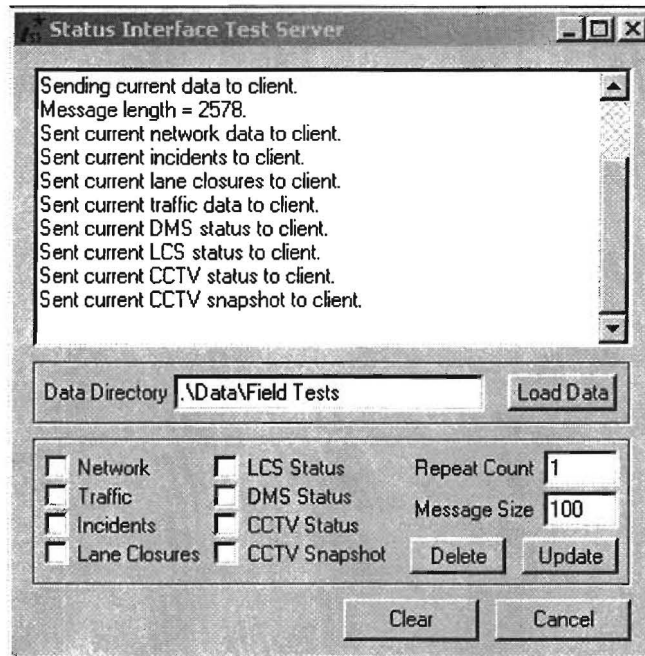 Status Interface Test Server
Sending current data to client.
Message length = 2578.
Sent current network data to client.
Sent current incidents to client.
Sent current lane closures to client.
Sent current traffic data to client.
Sent current DMS status to client.
Sent current LCS status to client.
Sent current CCTV status to client.
Sent current CCTV snapshot to client.
Data Directory .\Data\Field Tests Load Data
Network LCS Status Repeat Count 1
Traffic DMS Status Message Size 100
Incidents CCTV Status
Lane Closures CCTV Snapshot Delete Update
Clear Cancel